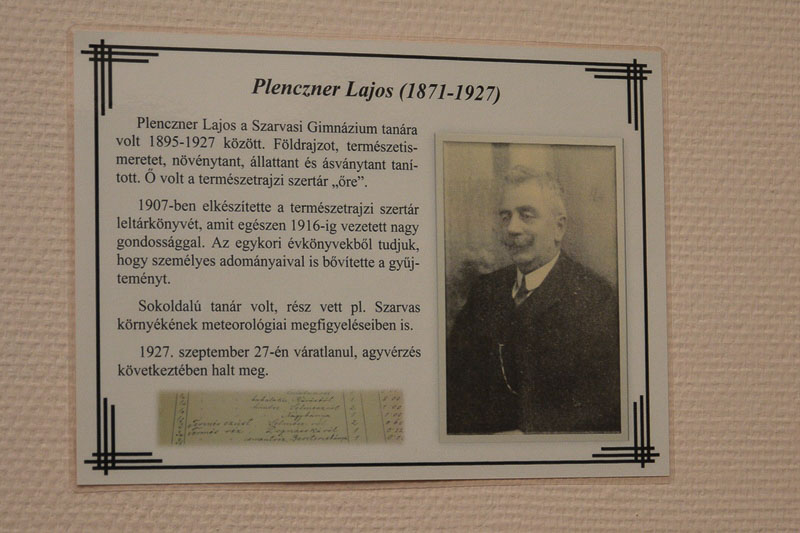 Plenczner Lajos (1871-1927)
Plenczner Lajos a Szarvasi Gimnázium tanára
volt 1895-1927 között. Földrajzot, természetis-
meretet, növénytant, állattant és ásványtant taní-
tott. Ő volt a természetrajzi szertár „őre”.
1907-ben elkészítette a természetrajzi szertár
leltárkönyvét, amit egészen 1916-ig vezetett nagy
gondossággal. Az egykori évkönyvekből tudjuk,
hogy személyes adományaival is bővítette a gyűj-
teményt.
Sokoldalú tanár volt, rész vett pl. Szarvas
környékének meteorológiai megfigyeléseiben is.
1927. szeptember 27-én váratlanul, agyvérzés
következtében halt meg.